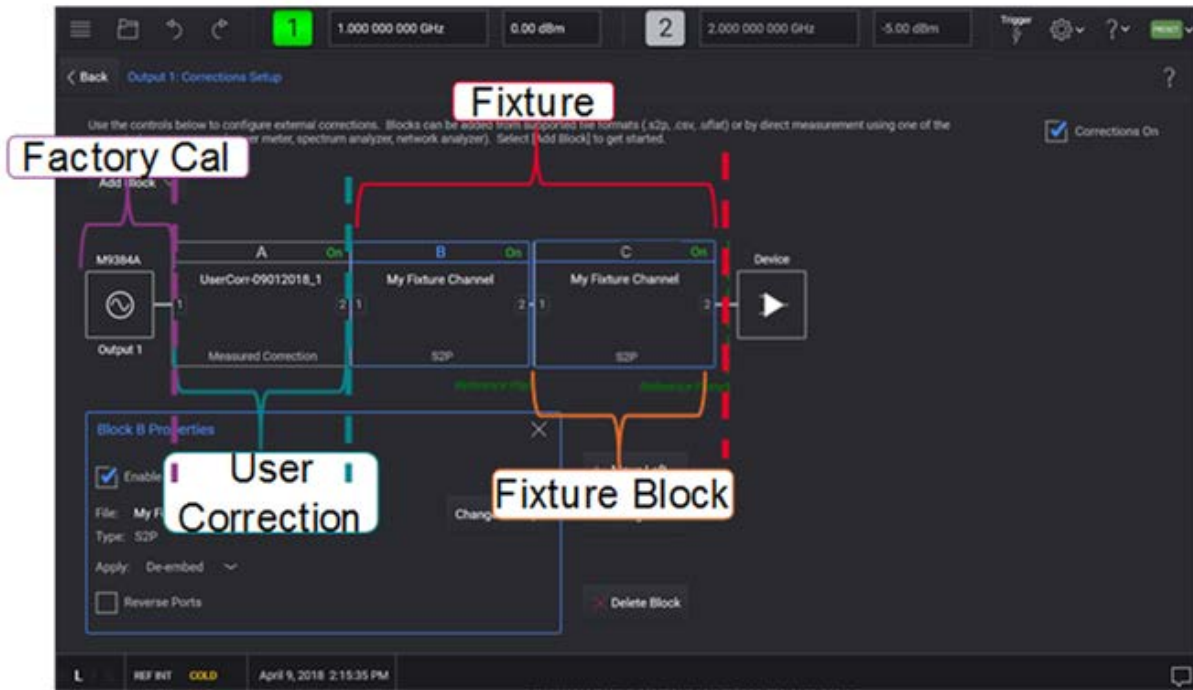 1
1.000 000 000 GHz
0.00 dBm
2
2.000 000 000 GHz
-5.00 dBm
Trigger
?
< Back
Output 1: Corrections Setup
?
Fixture
Use the controls below to configure external corrections. Blocks can be added from supported file formats (.s2p, .csv, .uflat) or by direct measurement using one of the
meter, spectrum analyzer, network analyzer). Select [Add Block] to get started.
Corrections On
Factory Cal
Add Block
M9384A
A
On
B
On
C
On
Device
UserCorr-09012018_1
My Fixture Channel
My Fixture Channel
1
2
1
2
1
2
Output 1
Measured Correction
S2P
S2P
Block B Properties
User
Correction
Fixture Block
Enable
File: My Fi
Chang
Type: S2P
Apply: De-embed
Reverse Ports
Delete Block
L
REF INT
COLD
April 9, 2018 2:15:35 PM